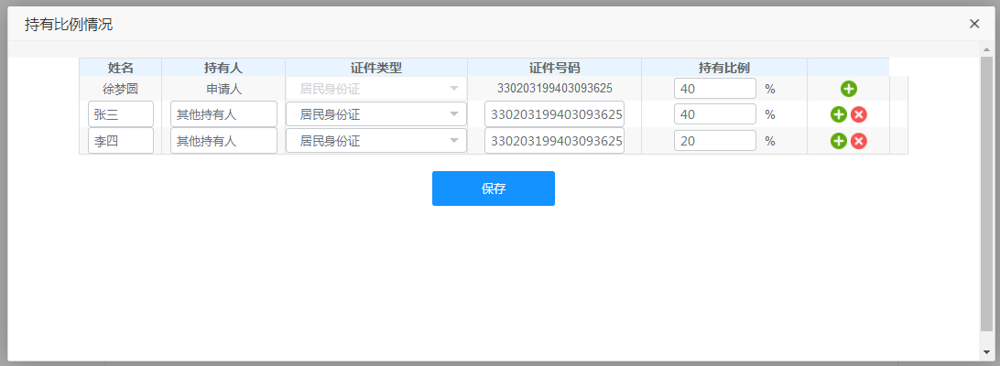 持有比例情况
姓名 持有人 证件类型 证件号码 持有比例
徐梦圆 申请人 居民身份证 330203199403093625 40 %
张三 其他持有人 居民身份证 330203199403093625 40 %
李四 其他持有人 居民身份证 330203199403093625 20 %
保存